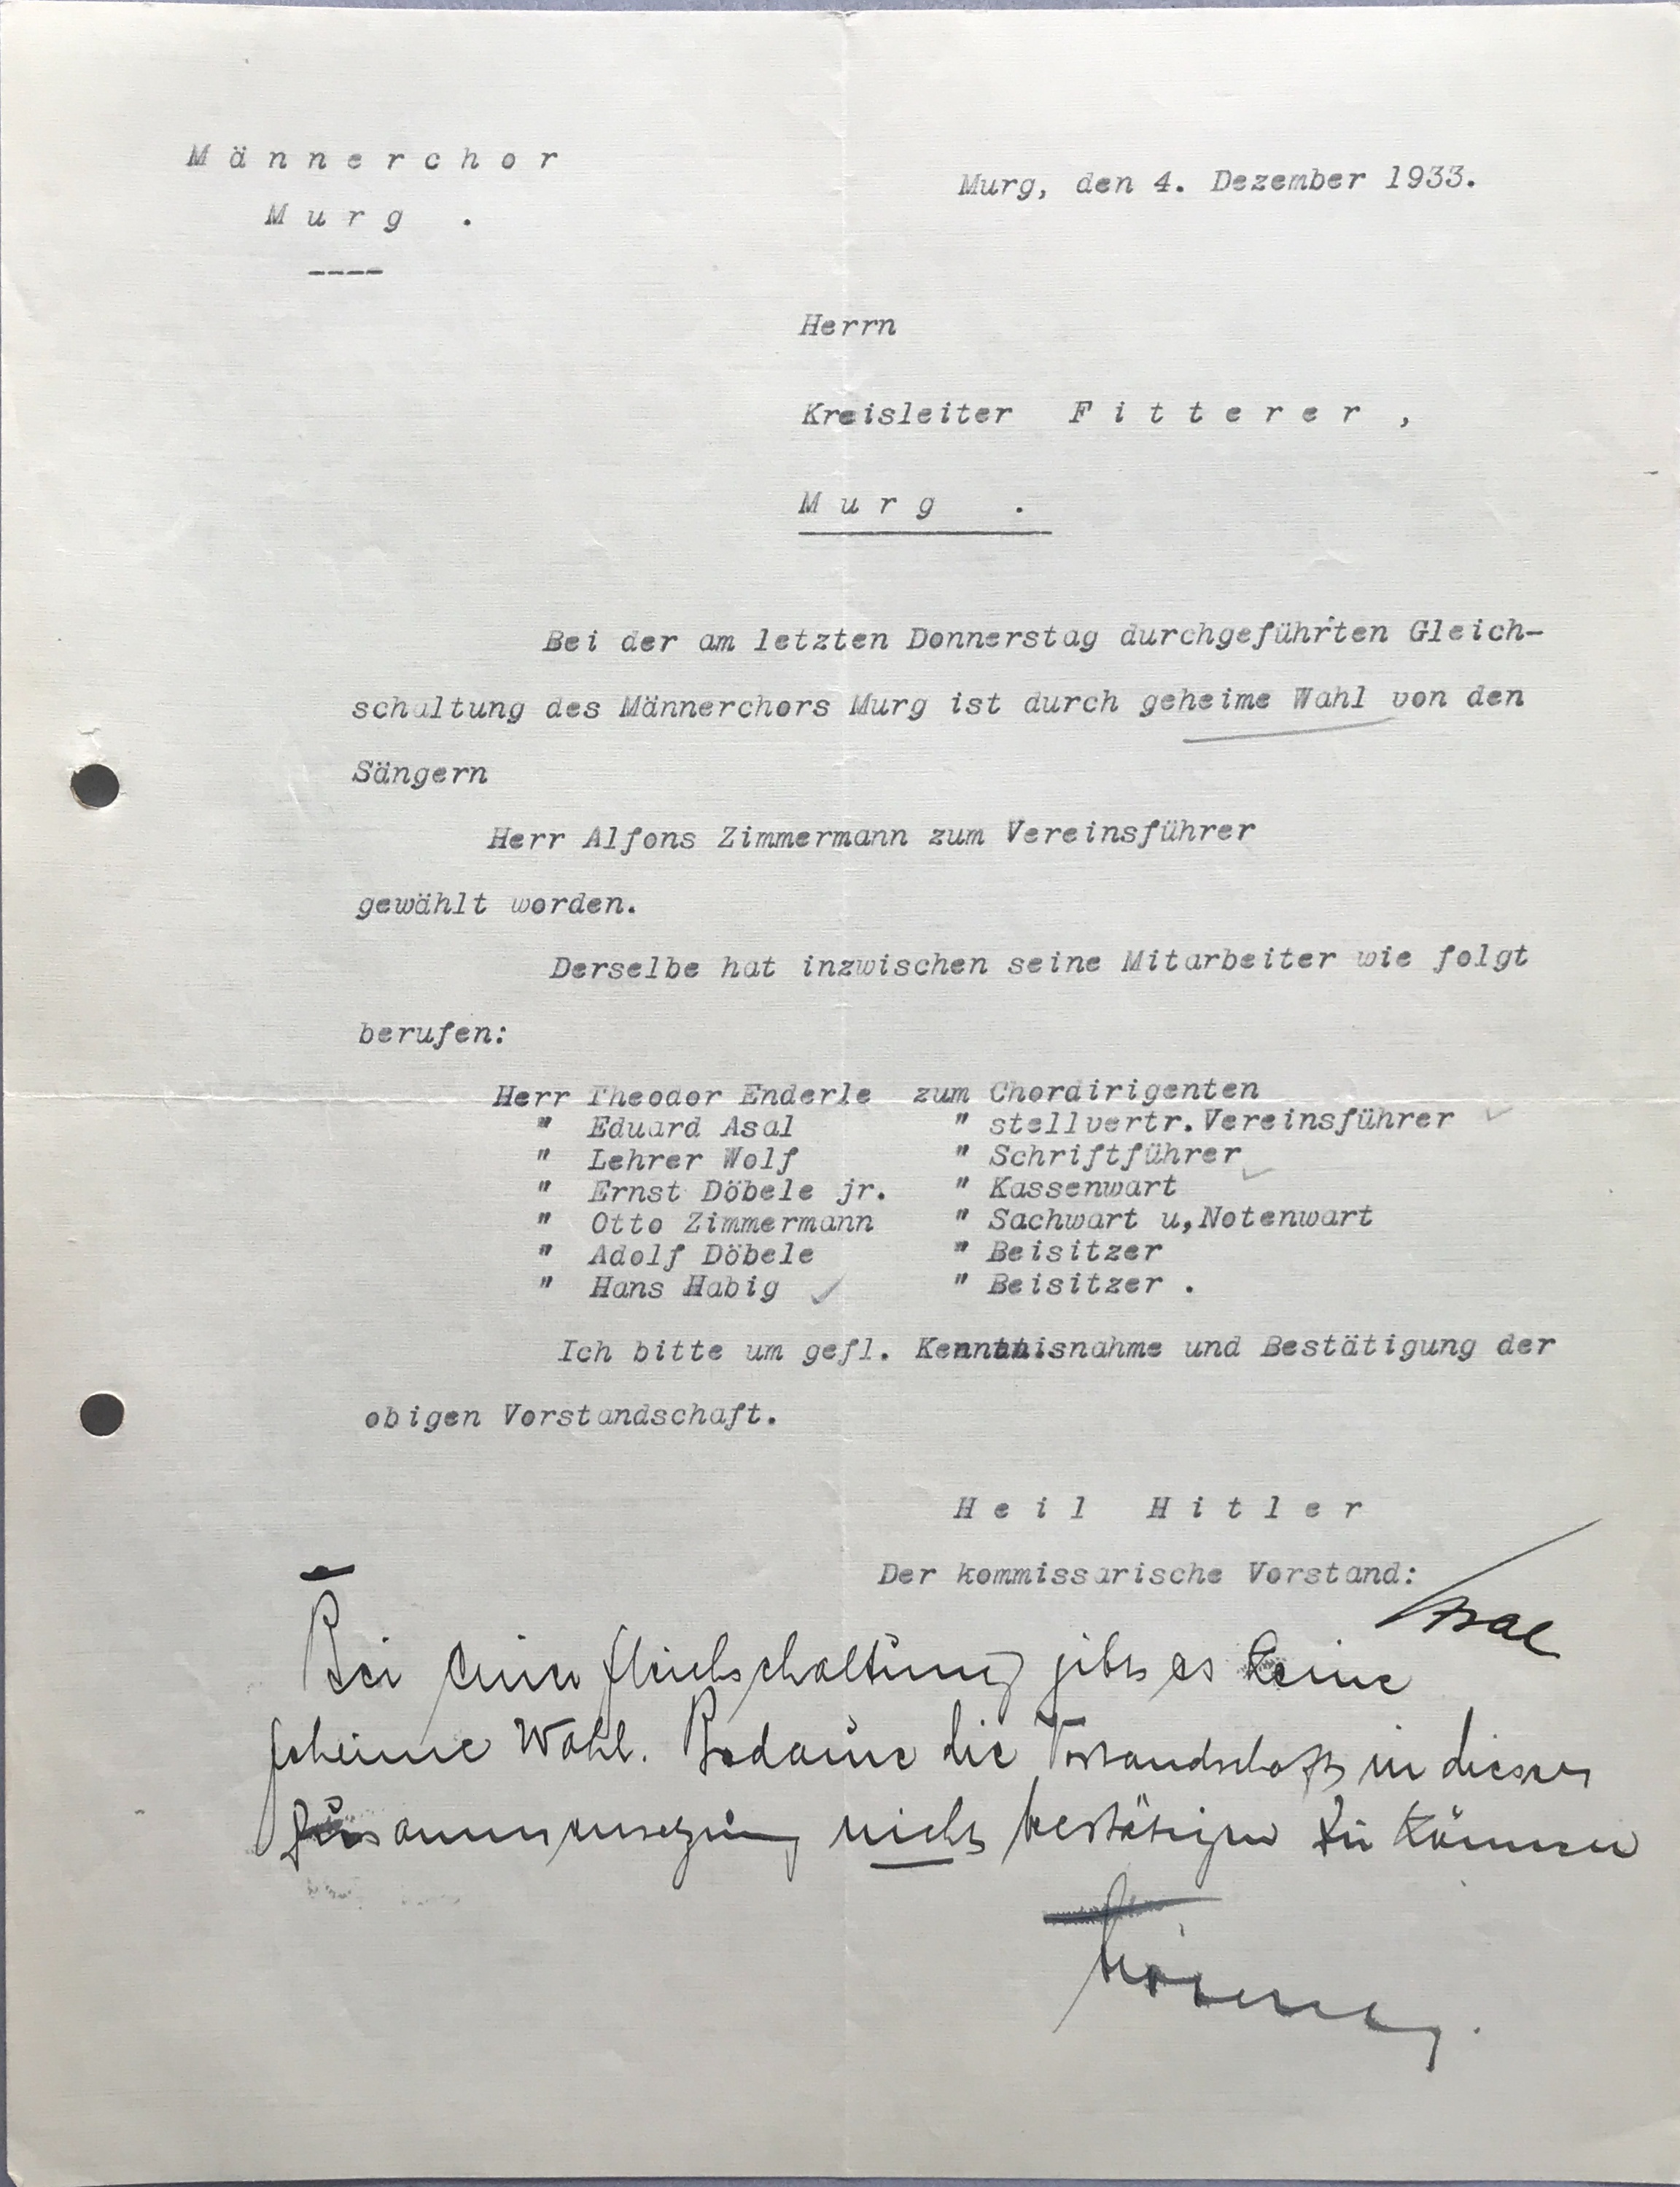 Männerchor
Murg .
----
Murg, den 4. Dezember 1933.
Herrn
Kreisleiter Fitterer ,
Murg .
Bei der am letzten Donnerstag durchgeführten Gleich-
schaltung des Männerchors Murg ist durch geheime Wahl von den
Sängern
Herr Alfons Zimmermann zum Vereinsführer
gewählt worden.
Derselbe hat inzwischen seine Mitarbeiter wie folgt
berufen:
Herr Theodor Enderle zum Chordirigenten
" Eduard Asal " stellvertr.Vereinsführer
" Lehrer Wolf " Schriftführer
" Ernst Döbele jr. " Kassenwart
" Otto Zimmermann " Sachwart u,Notenwart
" Adolf Döbele " Beisitzer
" Hans Habig " Beisitzer .
Ich bitte um gefl. Kenntnisnahme und Bestätigung der
obigen Vorstandschaft.
Heil Hitler
Der kommissarische Vorstand:
Asal
Bei einer Gleichschaltung gibt es keine
geheime Wahl. Bedaure die Vorstandschaft in dieser
Zusammensetzung nicht bestätigen zu können